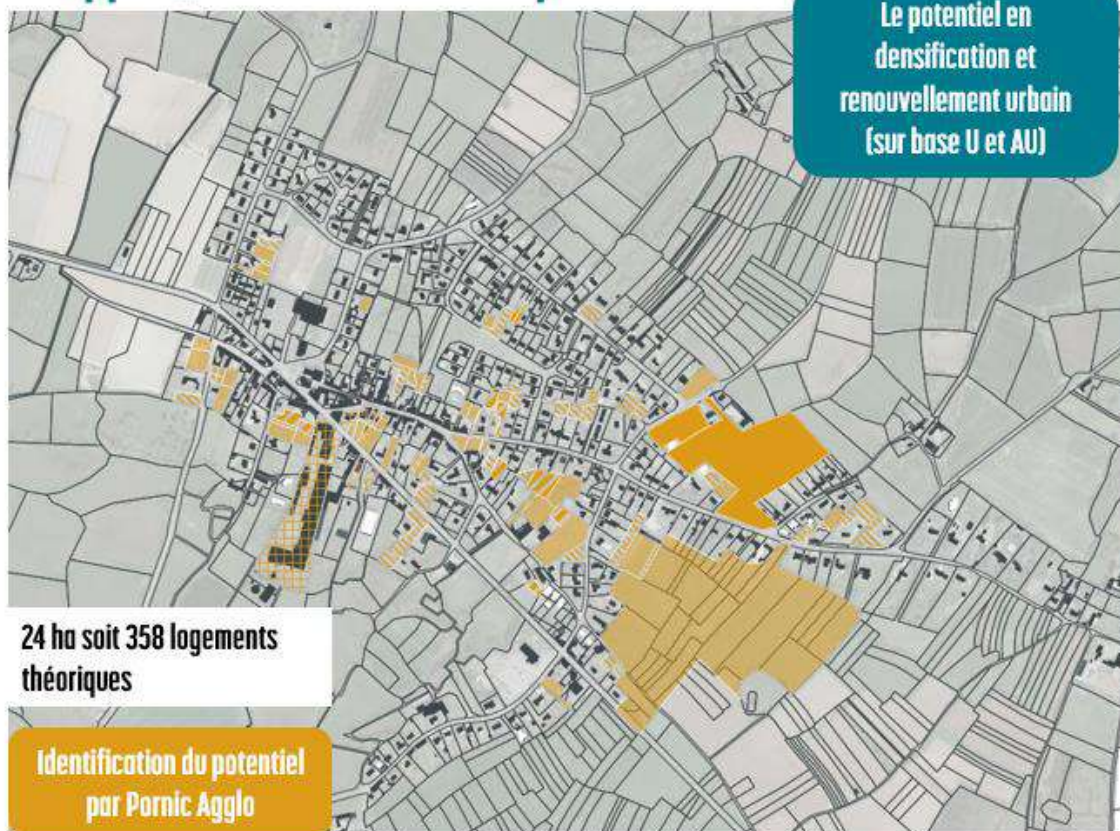 Le potentiel en
densification et
renouvellement urbain
(sur base U et AU)
24 ha soit 358 logements
théoriques
Identification du potentiel
par Pornic Agglo